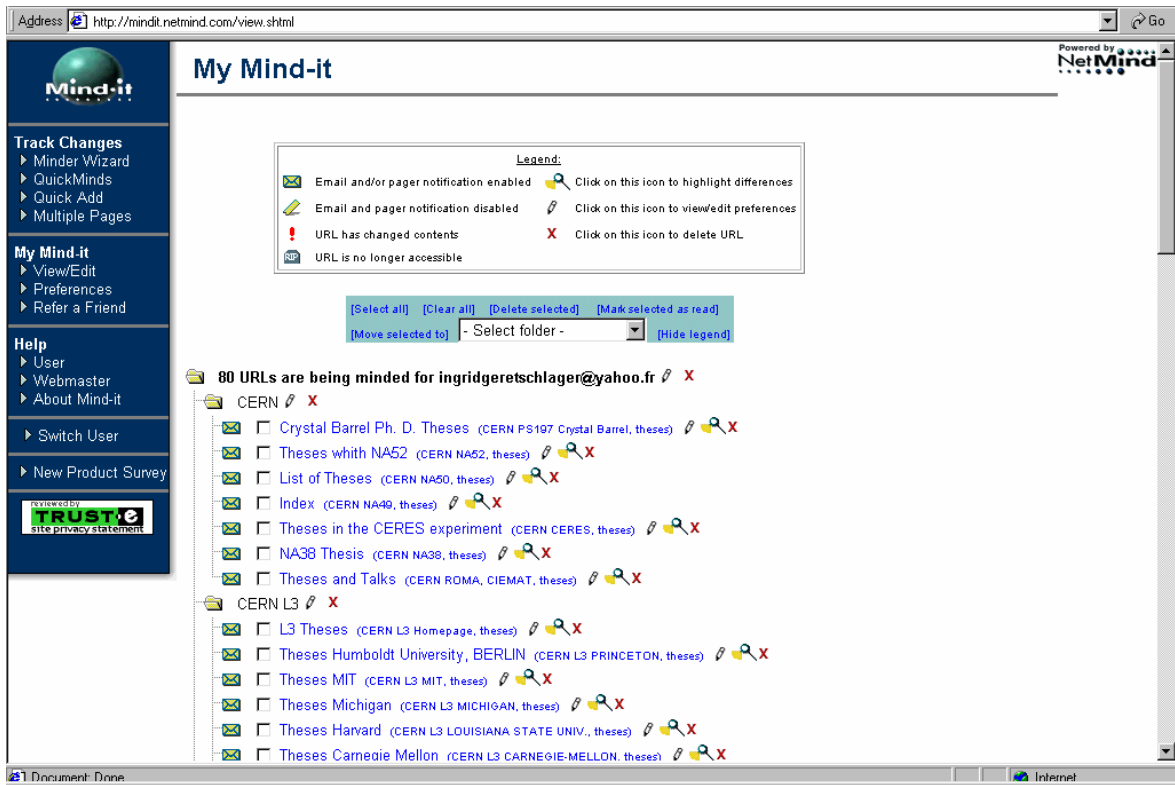 Address http://mindit.netmind.com/view.shtml Go
Mind-it
My Mind-it
Powered by
NetMind
Track Changes
Minder Wizard
QuickMinds
Quick Add
Multiple Pages
My Mind-it
View/Edit
Preferences
Refer a Friend
Help
User
Webmaster
About Mind-it
Switch User
New Product Survey
reviewed by
TRUST·e
site privacy statement
Legend:
Email and/or pager notification enabled Click on this icon to highlight differences
Email and pager notification disabled Click on this icon to view/edit preferences
URL has changed contents X Click on this icon to delete URL
RIP URL is no longer accessible
[Select all] [Clear all] [Delete selected] [Mark selected as read]
[Move selected to] - Select folder - [Hide legend]
80 URLs are being minded for ingridgeretschlager@yahoo.fr X
CERN X
Crystal Barrel Ph. D. Theses (CERN PS197 Crystal Barrel, theses) X
Theses whith NA52 (CERN NA52, theses) X
List of Theses (CERN NA50, theses) X
Index (CERN NA49, theses) X
Theses in the CERES experiment (CERN CERES, theses) X
NA38 Thesis (CERN NA38, theses) X
Theses and Talks (CERN ROMA, CIEMAT, theses) X
CERN L3 X
L3 Theses (CERN L3 Homepage, theses) X
Theses Humboldt University, BERLIN (CERN L3 PRINCETON, theses) X
Theses MIT (CERN L3 MIT, theses) X
Theses Michigan (CERN L3 MICHIGAN, theses) X
Theses Harvard (CERN L3 LOUISIANA STATE UNIV., theses) X
Theses Carnegie Mellon (CERN L3 CARNEGIE-MELLON, theses) X
Document: Done Internet